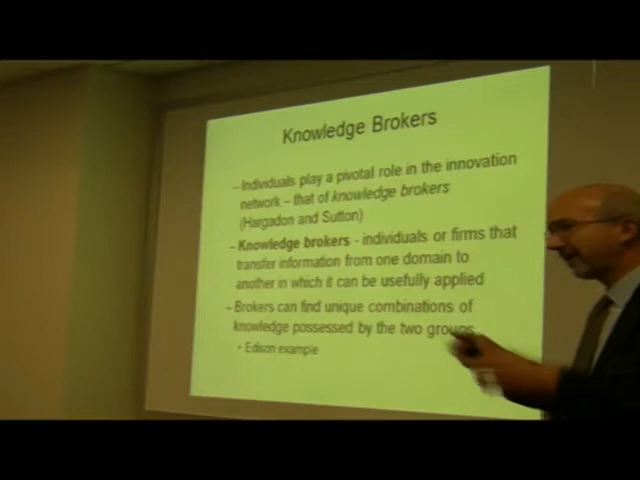 Knowledge Brokers
– Individuals play a pivotal role in the innovation
network – that of knowledge brokers
(Hargadon and Sutton)
– Knowledge brokers - individuals or firms that
transfer information from one domain to
another in which it can be usefully applied
– Brokers can find unique combinations of
knowledge possessed by the two groups
• Edison example